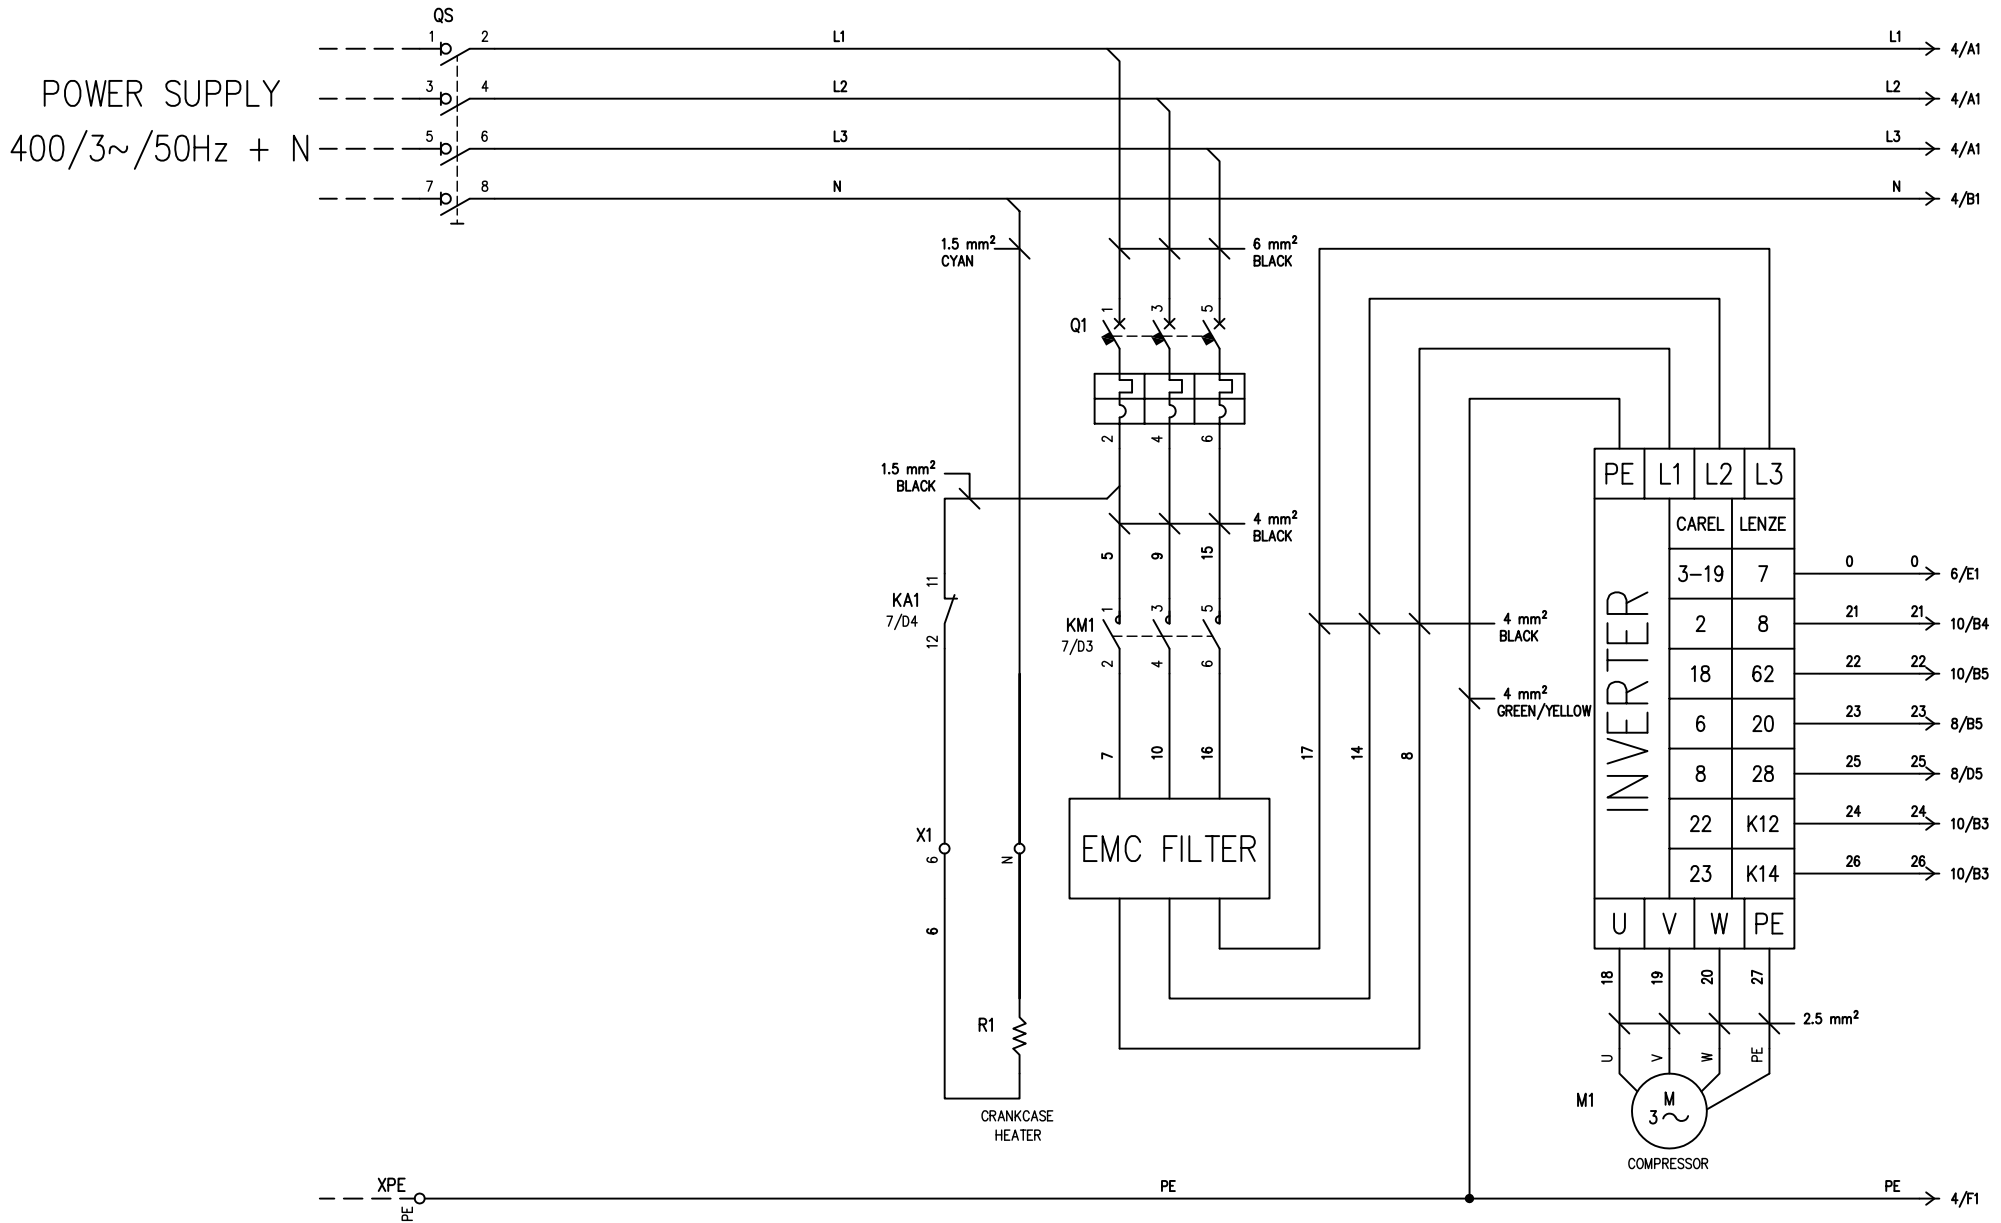 QS
1 2 L1 L1 4/A1
POWER SUPPLY
3 4 L2 L2 4/A1
400/3~/50Hz + N
5 6 L3 L3 4/A1
7 8 N N 4/B1
1.5 mm²
CYAN
6 mm²
BLACK
Q1
1 3 5
2 4 6
1.5 mm²
BLACK
4 mm²
BLACK
5 9 15
11
KA1
7/D4
12
KM1
7/D3
1 3 5
2 4 6
7 10 16
17 14 8
4 mm²
BLACK
4 mm²
GREEN/YELLOW
EMC FILTER
X1
6 N
6
R1
CRANKCASE
HEATER
PE L1 L2 L3
INVERTER
CAREL LENZE
3-19 7 0 0 6/E1
2 8 21 21 10/B4
18 62 22 22 10/B5
6 20 23 23 8/B5
8 28 25 25 8/D5
22 K12 24 24 10/B3
23 K14 26 26 10/B3
U V W PE
18 19 20 27
2.5 mm²
U V W PE
M1
M
3~
COMPRESSOR
XPE
PE
PE PE 4/F1